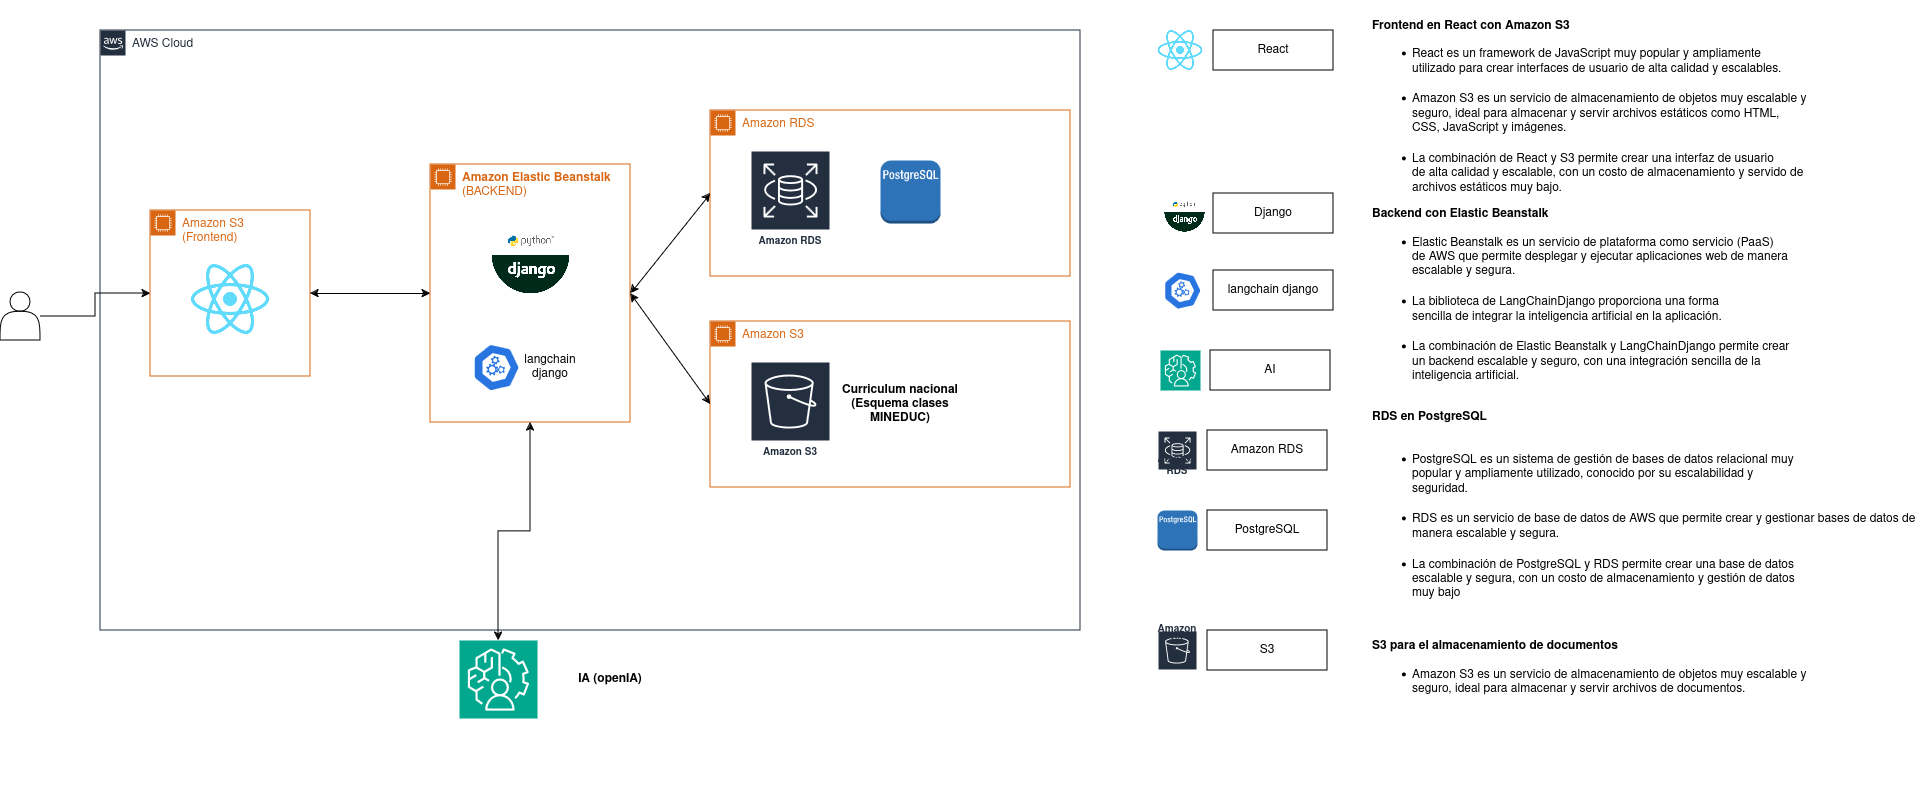 aws
AWS Cloud
Amazon S3
(Frontend)
Amazon Elastic Beanstalk
(BACKEND)
python
django
langchain
django
Amazon RDS
PostgreSQL
Amazon RDS
Amazon S3
Curriculum nacional
(Esquema clases
MINEDUC)
Amazon S3
IA (openIA)
React
python
django
Django
langchain django
AI
RDS
Amazon RDS
PostgreSQL
PostgreSQL
Amazon
S3
Frontend en React con Amazon S3
• React es un framework de JavaScript muy popular y ampliamente
utilizado para crear interfaces de usuario de alta calidad y escalables.
• Amazon S3 es un servicio de almacenamiento de objetos muy escalable y
seguro, ideal para almacenar y servir archivos estáticos como HTML,
CSS, JavaScript y imágenes.
• La combinación de React y S3 permite crear una interfaz de usuario
de alta calidad y escalable, con un costo de almacenamiento y servido de
archivos estáticos muy bajo.
Backend con Elastic Beanstalk
• Elastic Beanstalk es un servicio de plataforma como servicio (PaaS)
de AWS que permite desplegar y ejecutar aplicaciones web de manera
escalable y segura.
• La biblioteca de LangChainDjango proporciona una forma
sencilla de integrar la inteligencia artificial en la aplicación.
• La combinación de Elastic Beanstalk y LangChainDjango permite crear
un backend escalable y seguro, con una integración sencilla de la
inteligencia artificial.
RDS en PostgreSQL
• PostgreSQL es un sistema de gestión de bases de datos relacional muy
popular y ampliamente utilizado, conocido por su escalabilidad y
seguridad.
• RDS es un servicio de base de datos de AWS que permite crear y gestionar bases de datos de
manera escalable y segura.
• La combinación de PostgreSQL y RDS permite crear una base de datos
escalable y segura, con un costo de almacenamiento y gestión de datos
muy bajo
S3 para el almacenamiento de documentos
• Amazon S3 es un servicio de almacenamiento de objetos muy escalable y
seguro, ideal para almacenar y servir archivos de documentos.